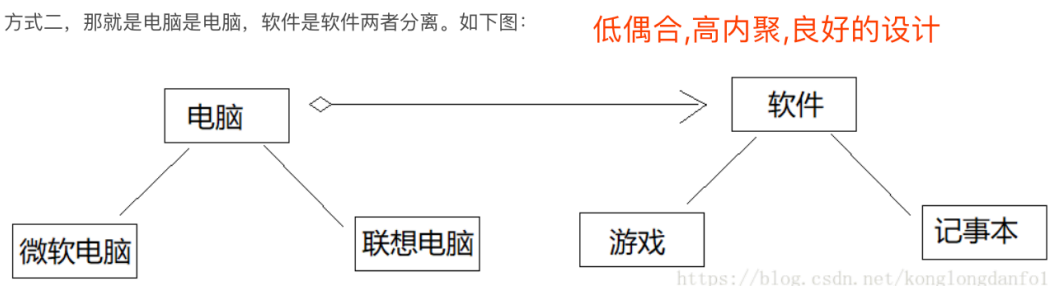 方式二，那就是电脑是电脑，软件是软件两者分离。如下图：
低偶合,高内聚,良好的设计
电脑
软件
微软电脑
联想电脑
游戏
记事本
https://blog.csdn.net/konglongdanfo1